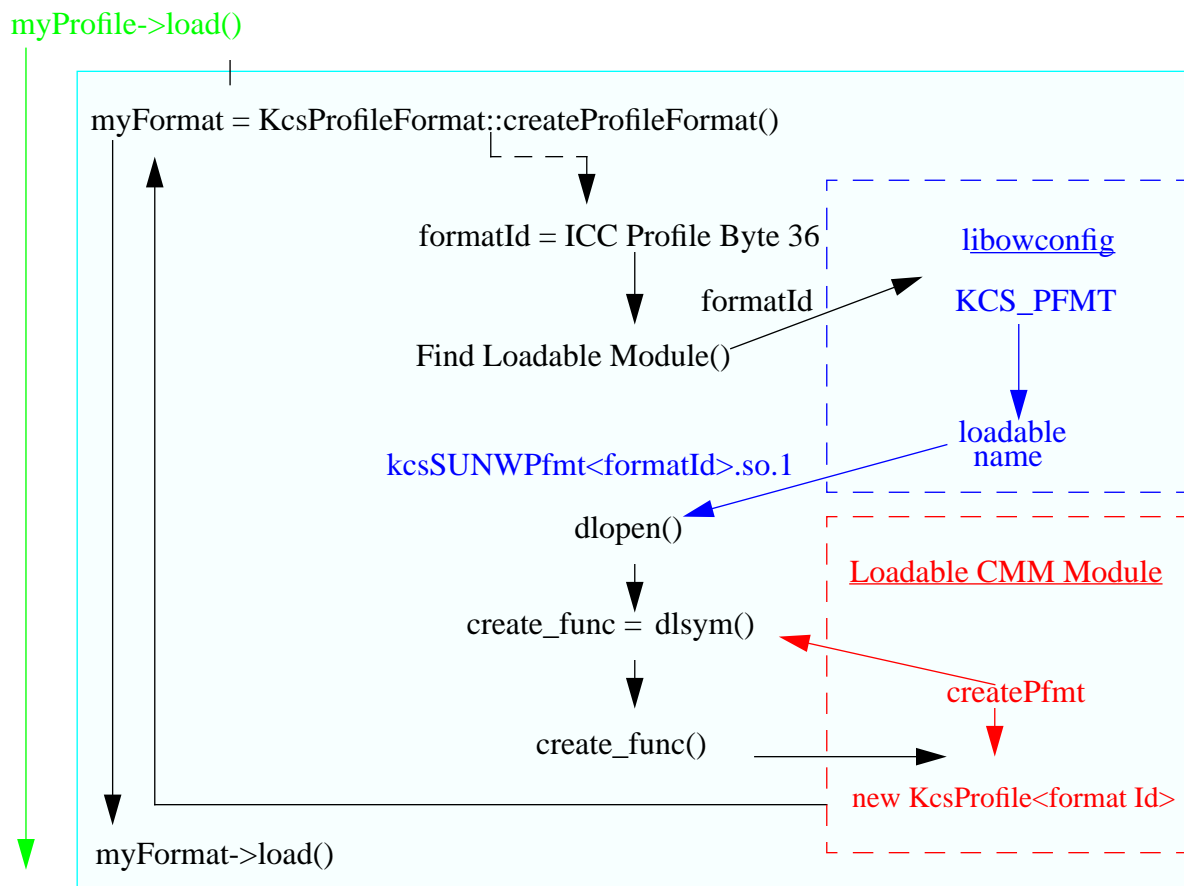 myProfile->load()
myFormat = KcsProfileFormat::createProfileFormat()
formatId = ICC Profile Byte 36
libowconfig
formatId
KCS_PFMT
Find Loadable Module()
loadable
name
kcsSUNWPfmt<formatId>.so.1
dlopen()
Loadable CMM Module
create_func = dlsym()
createPfmt
create_func()
new KcsProfile<format Id>
myFormat->load()